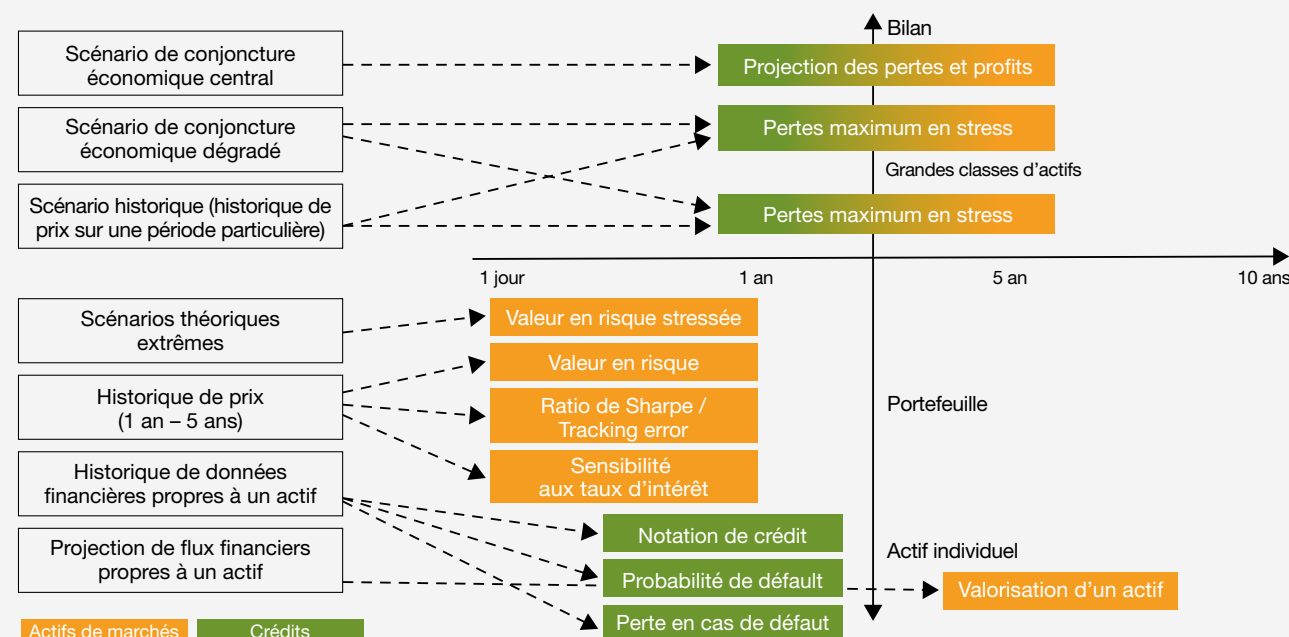 Bilan
Scénario de conjoncture
économique central
Projection des pertes et profits
Scénario de conjoncture
économique dégradé
Pertes maximum en stress
Grandes classes d'actifs
Scénario historique (historique de
prix sur une période particulière)
Pertes maximum en stress
1 jour
1 an
5 an
10 ans
Scénarios théoriques
extrêmes
Valeur en risque stressée
Historique de prix
(1 an – 5 ans)
Valeur en risque
Ratio de Sharpe /
Tracking error
Portefeuille
Sensibilité
aux taux d'intérêt
Historique de données
financières propres à un actif
Notation de crédit
Projection de flux financiers
propres à un actif
Actif individuel
Probabilité de défault
Valorisation d'un actif
Perte en cas de défaut
Actifs de marchés
Crédits